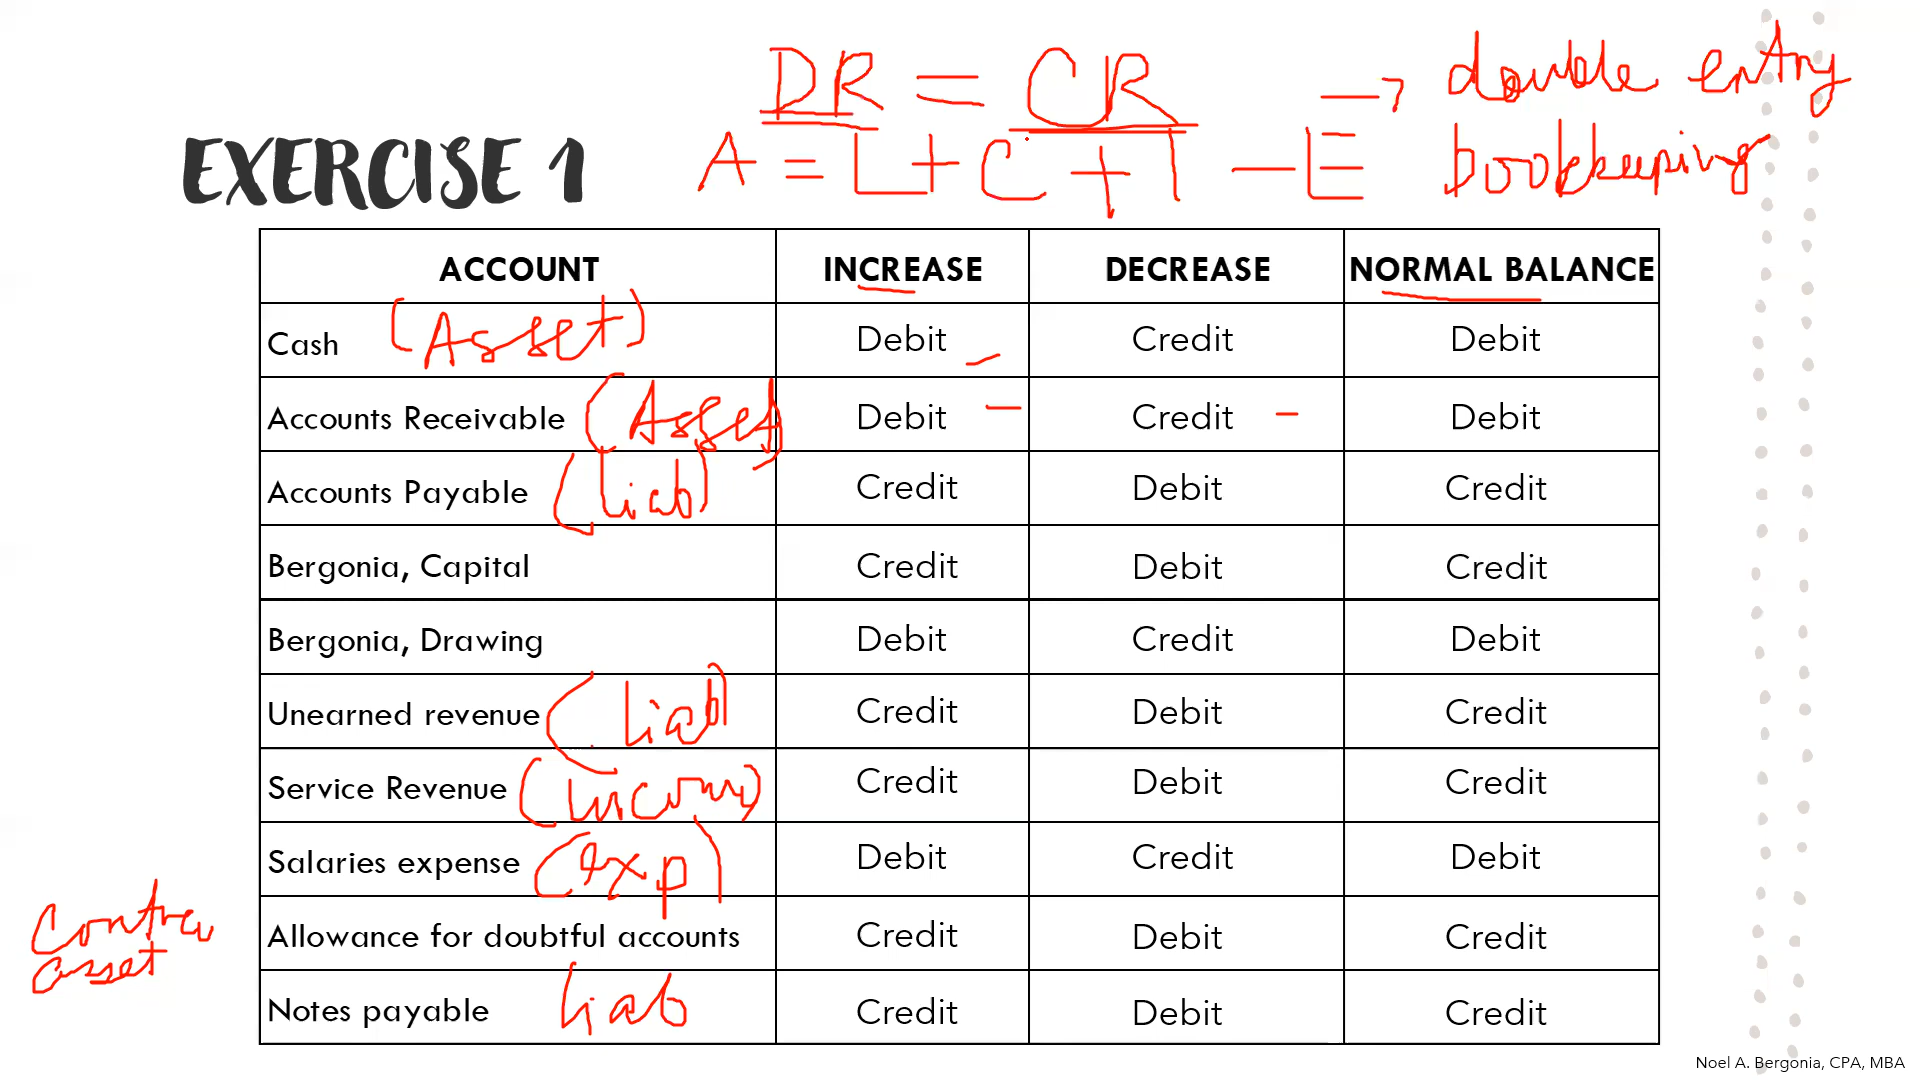 DR = CR → double entry
EXERCISE 1 A = L + C + I - E bookkeeping
ACCOUNT INCREASE DECREASE NORMAL BALANCE
Cash (Asset) Debit Credit Debit
Accounts Receivable (Asset) Debit Credit Debit
Accounts Payable (liab) Credit Debit Credit
Bergonia, Capital Credit Debit Credit
Bergonia, Drawing Debit Credit Debit
Unearned revenue (liab) Credit Debit Credit
Service Revenue (Income) Credit Debit Credit
Salaries expense (exp) Debit Credit Debit
Contra asset
Allowance for doubtful accounts Credit Debit Credit
Notes payable liab Credit Debit Credit
Noel A. Bergonia, CPA, MBA